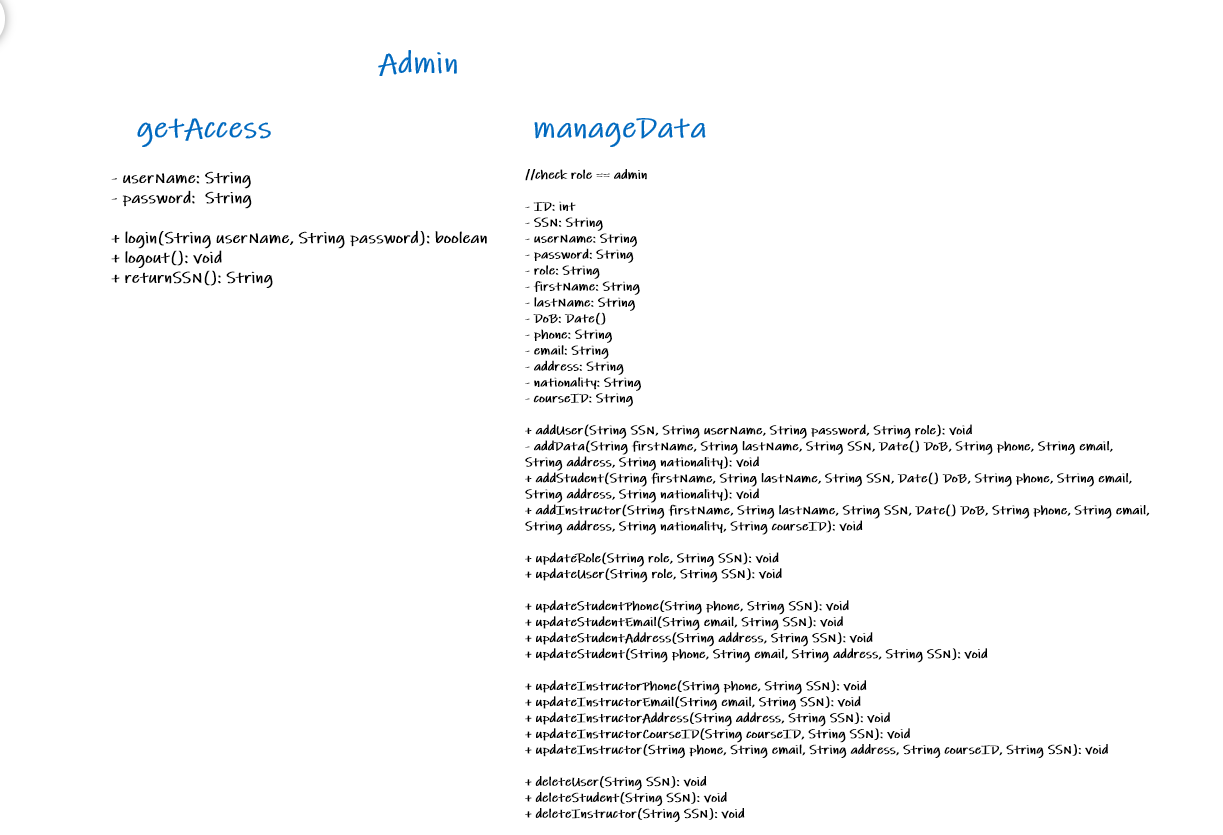 Admin
getAccess
- userName: String
- password:  String
+ login(String userName, String password): boolean
+ logout(): void
+ returnSSN(): String
manageData
//check role == admin
- ID: int
- SSN: String
- userName: String
- password: String
- role: String
- firstName: String
- lastName: String
- DoB: Date()
- phone: String
- email: String
- address: String
- nationality: String
- courseID: String
+ addUser(String SSN, String userName, String password, String role): void
- addData(String firstName, String lastName, String SSN, Date() DoB, String phone, String email,
String address, String nationality): void
+ addStudent(String firstName, String lastName, String SSN, Date() DoB, String phone, String email,
String address, String nationality): void
+ addInstructor(String firstName, String lastName, String SSN, Date() DoB, String phone, String email,
String address, String nationality, String courseID): void
+ updateRole(String role, String SSN): void
+ updateUser(String role, String SSN): void
+ updateStudentPhone(String phone, String SSN): void
+ updateStudentEmail(String email, String SSN): void
+ updateStudentAddress(String address, String SSN): void
+ updateStudent(String phone, String email, String address, String SSN): void
+ updateInstructorPhone(String phone, String SSN): void
+ updateInstructorEmail(String email, String SSN): void
+ updateInstructorAddress(String address, String SSN): void
+ updateInstructorCourseID(String courseID, String SSN): void
+ updateInstructor(String phone, String email, String address, String courseID, String SSN): void
+ deleteUser(String SSN): void
+ deleteStudent(String SSN): void
+ deleteInstructor(String SSN): void